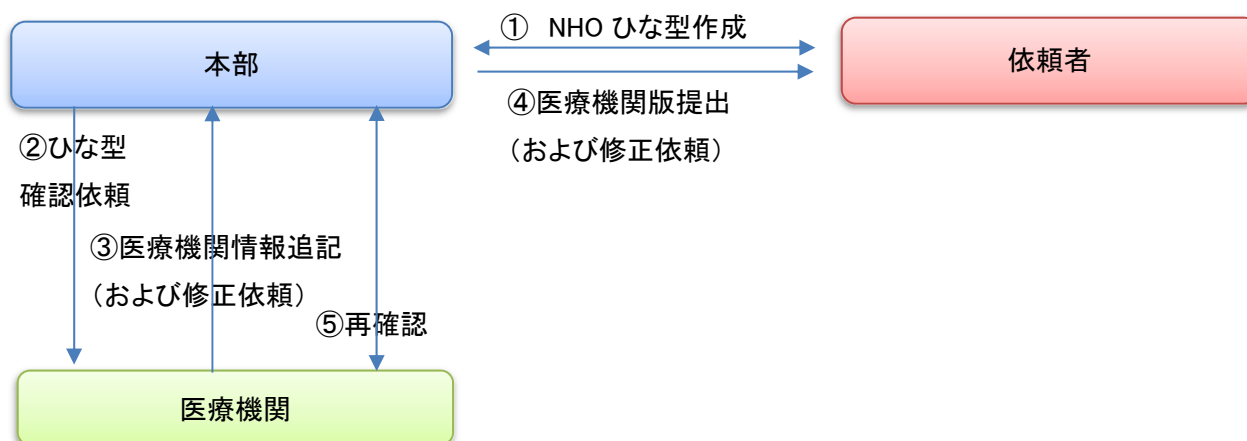 ① NHO ひな型作成
本部
依頼者
④医療機関版提出
（および修正依頼）
②ひな型
確認依頼
③医療機関情報追記
（および修正依頼）
⑤再確認
医療機関